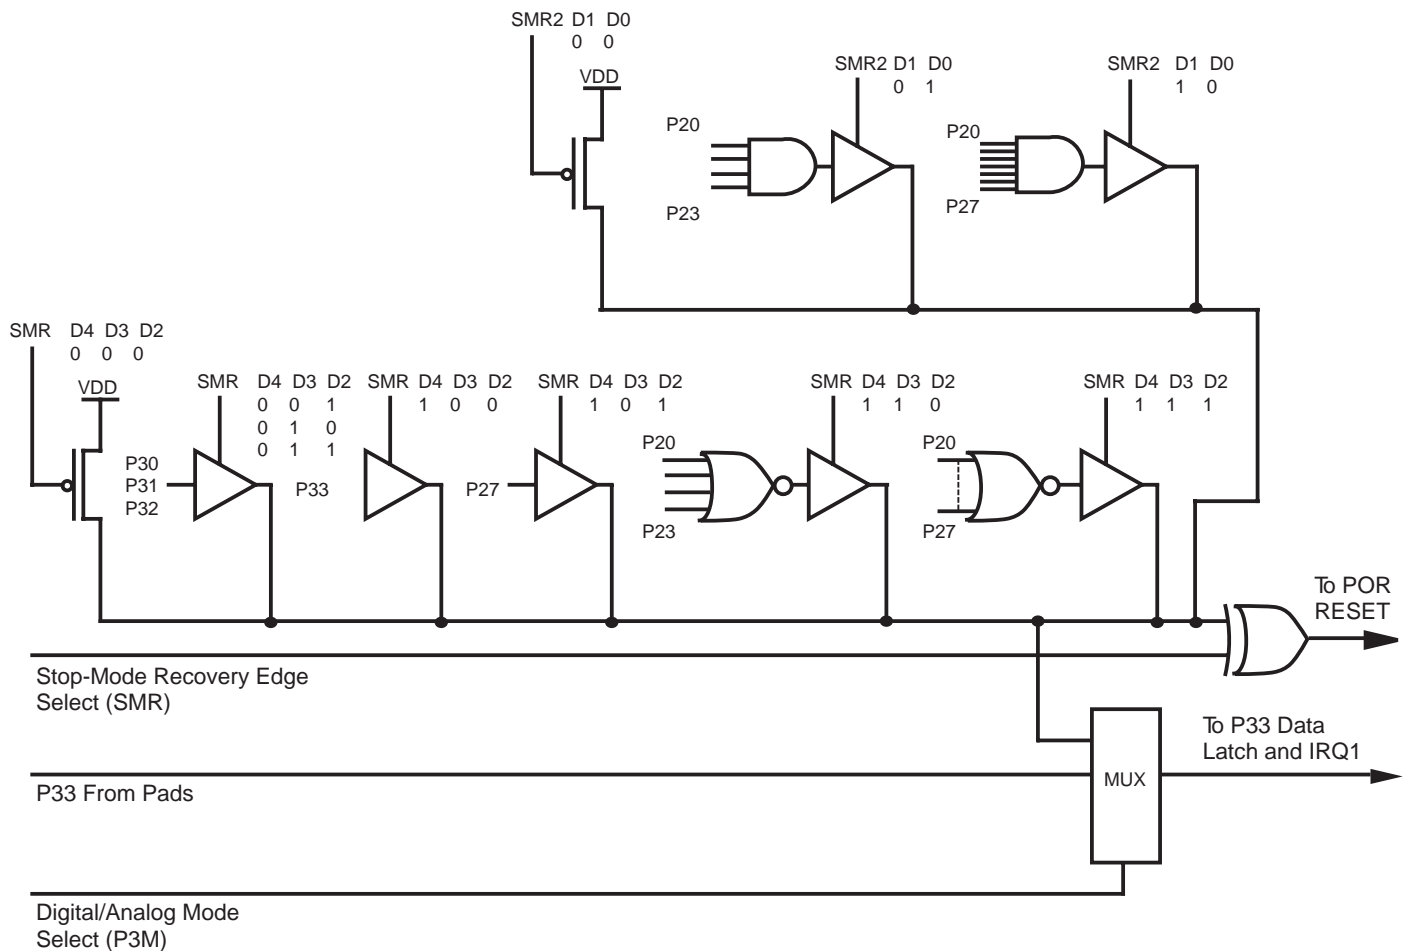 SMR2 D1 D0
0 0
VDD
SMR2 D1 D0
0 1
SMR2 D1 D0
1 0
P20
P23
P20
P27
SMR D4 D3 D2
0 0 0
VDD
SMR D4 D3 D2
0 0 1
0 1 0
0 1 1
SMR D4 D3 D2
1 0 0
SMR D4 D3 D2
1 0 1
SMR D4 D3 D2
1 1 0
SMR D4 D3 D2
1 1 1
P30
P31
P32
P33
P27
P20
P23
P20
P27
To POR
RESET
Stop-Mode Recovery Edge
Select (SMR)
To P33 Data
Latch and IRQ1
MUX
P33 From Pads
Digital/Analog Mode
Select (P3M)